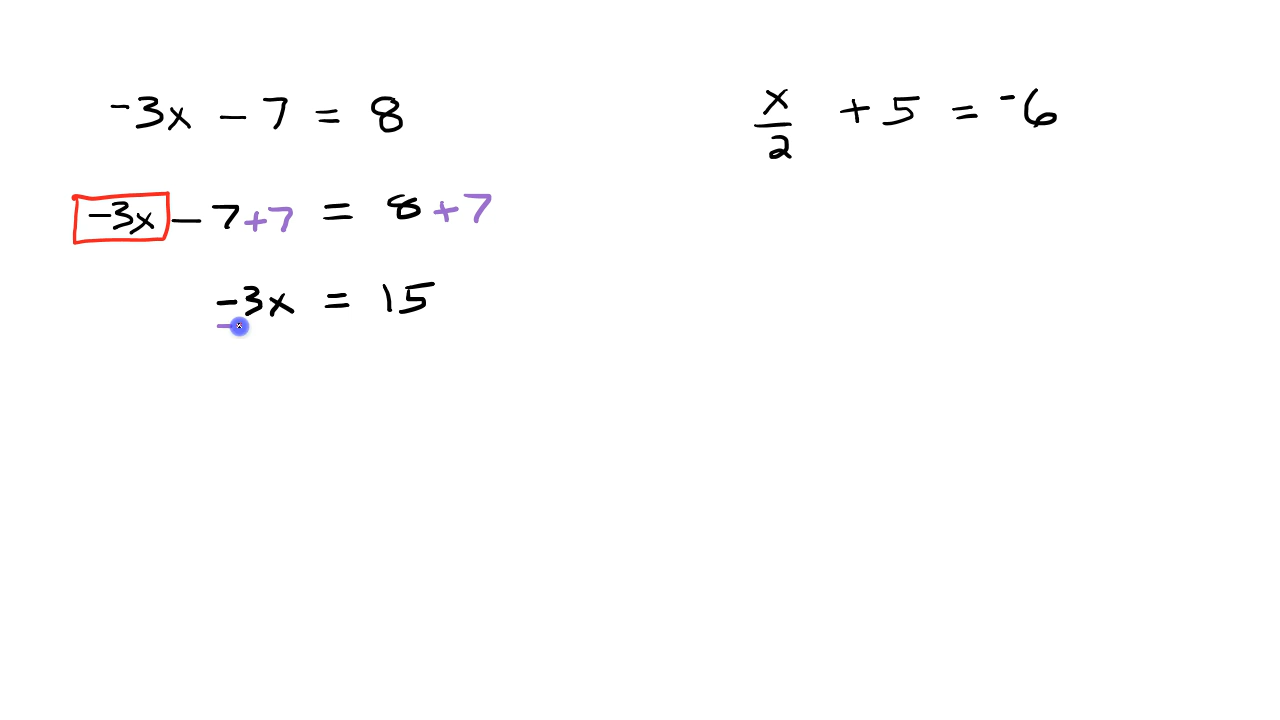 -3x - 7 = 8
-3x - 7 + 7 = 8 + 7
-3x = 15
x/2 + 5 = -6